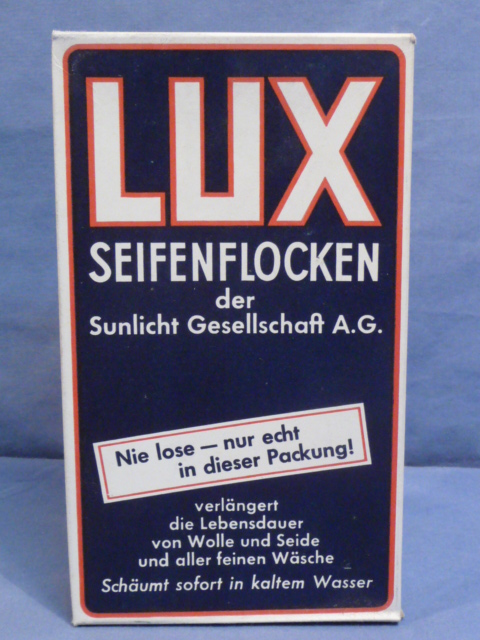 LUX
SEIFENFLOCKEN
der
Sunlicht Gesellschaft A.G.
Nie lose – nur echt
in dieser Packung!
verlängert
die Lebensdauer
von Wolle und Seide
und aller feinen Wäsche
Schäumt sofort in kaltem Wasser